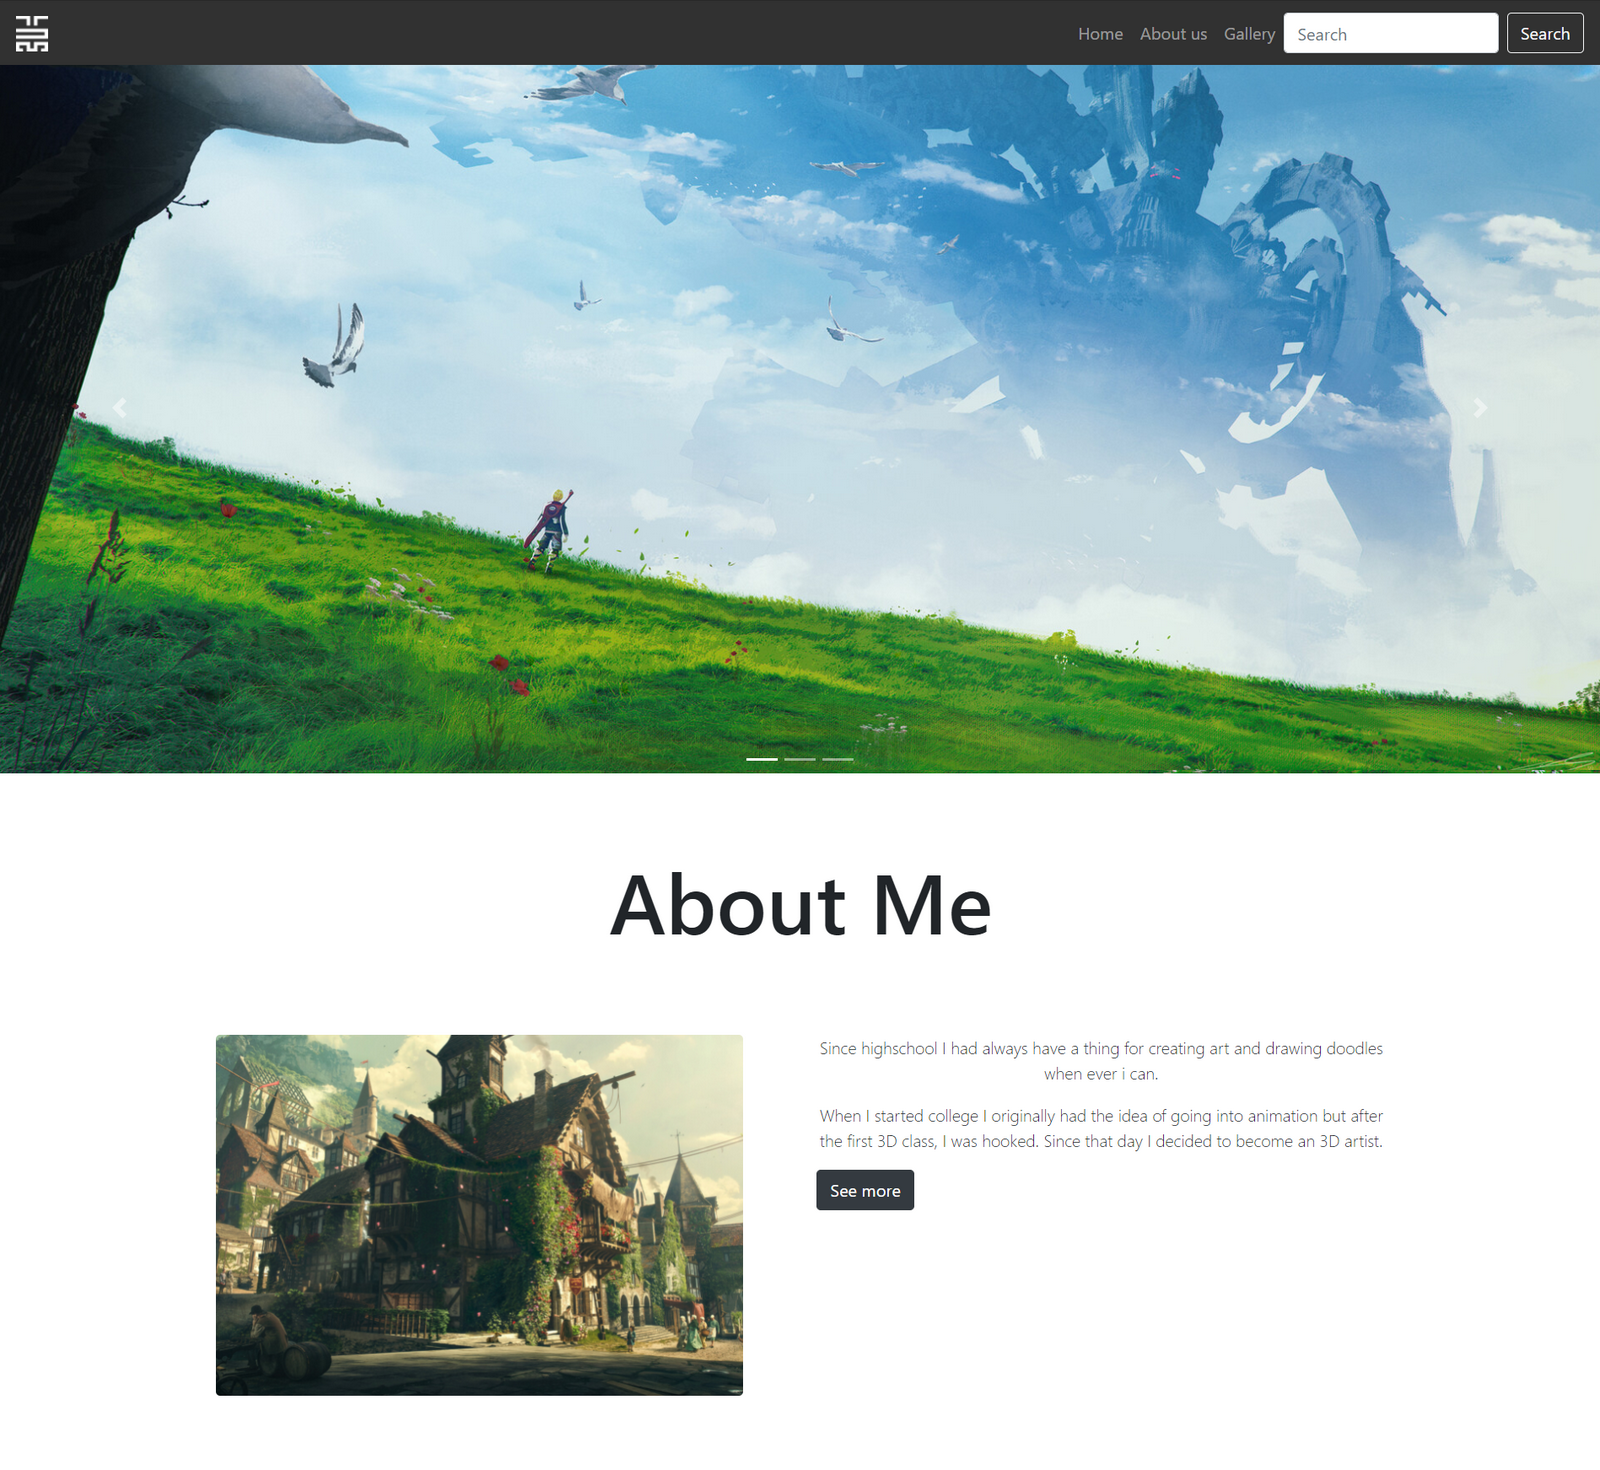 Home About us Gallery Search Search
About Me
Since highschool I had always have a thing for creating art and drawing doodles
when ever i can.
When I started college I originally had the idea of going into animation but after
the first 3D class, I was hooked. Since that day I decided to become an 3D artist.
See more